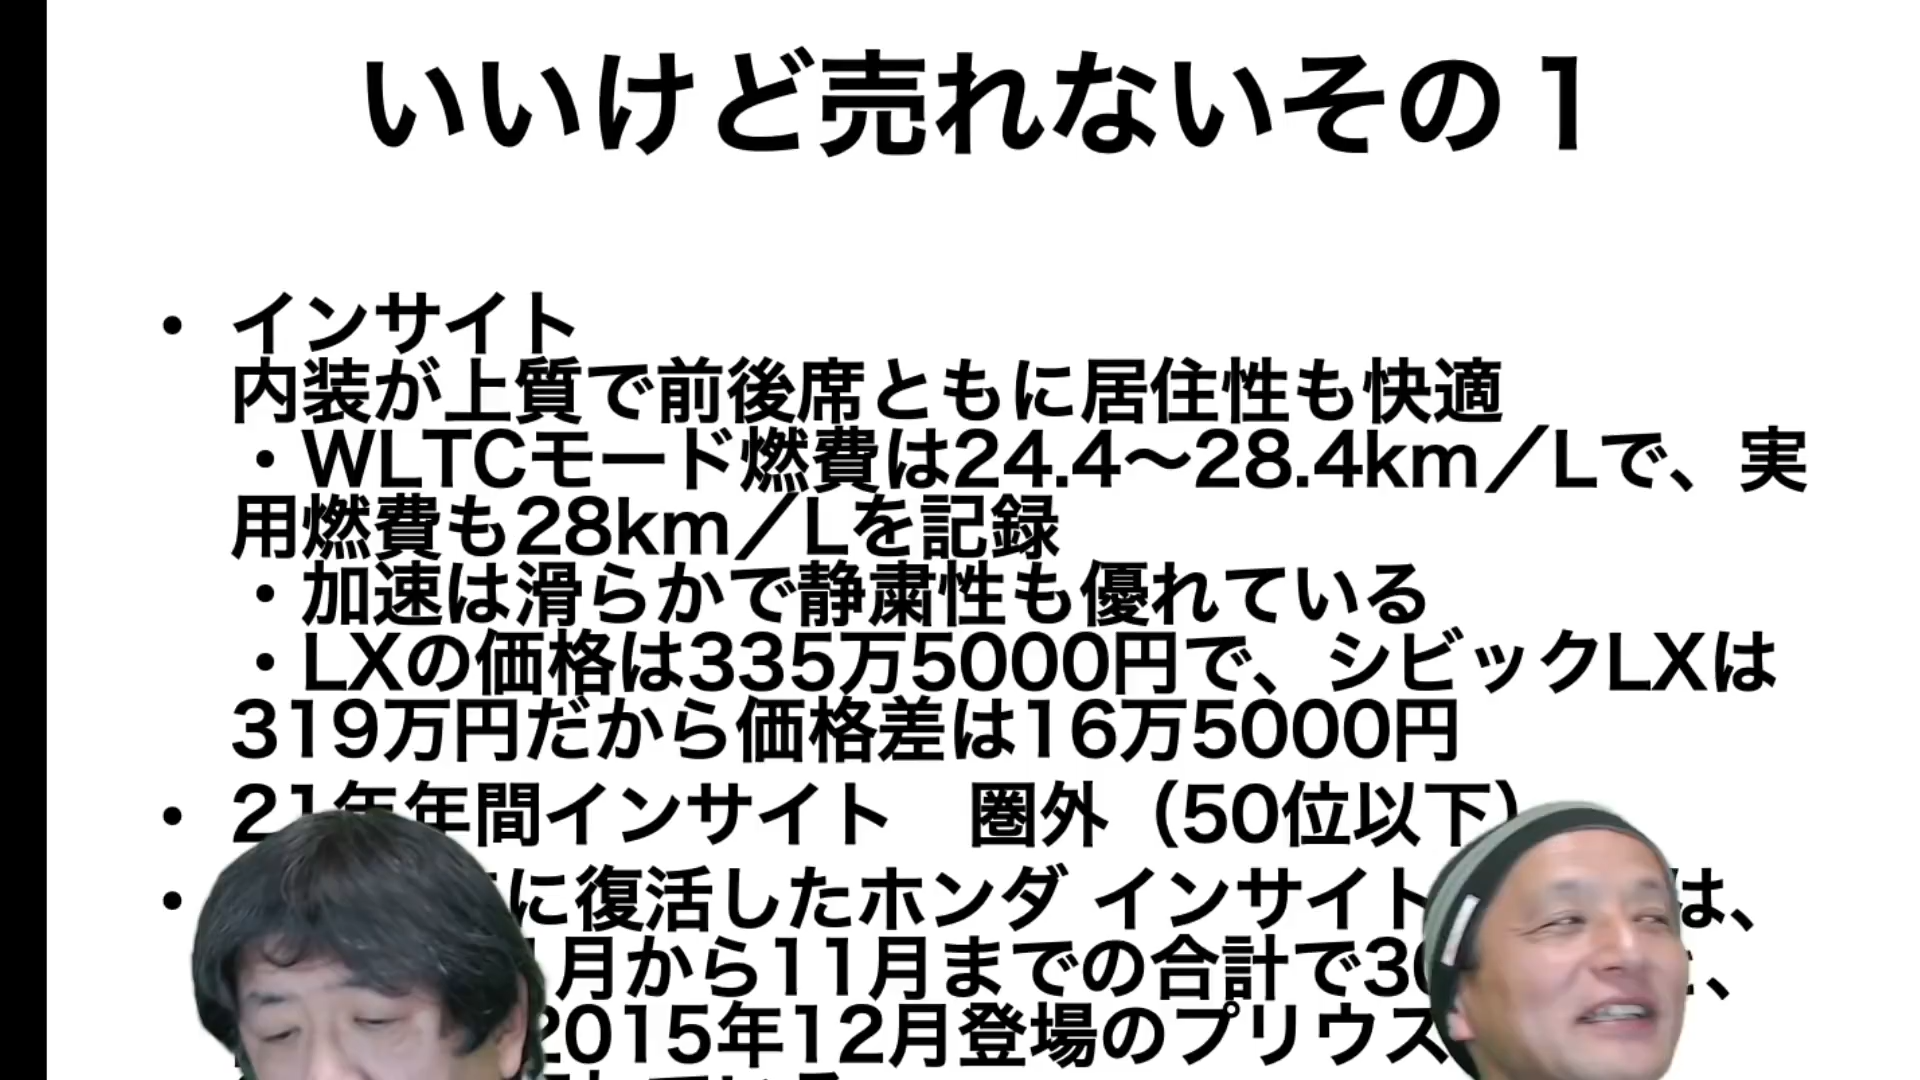 いいけど売れないその１
• インサイト
内装が上質で前後席ともに居住性も快適
・WLTCモード燃費は24.4〜28.4km／Lで、実
用燃費も28km／Lを記録
・加速は滑らかで静粛性も優れている
・LXの価格は335万5000円で、シビックLXは
319万円だから価格差は16万5000円
• 21年年間インサイト　圏外（50位以下）
• に復活したホンダ インサイト は、
月から11月までの合計で30 、
2015年12月登場のプリウス